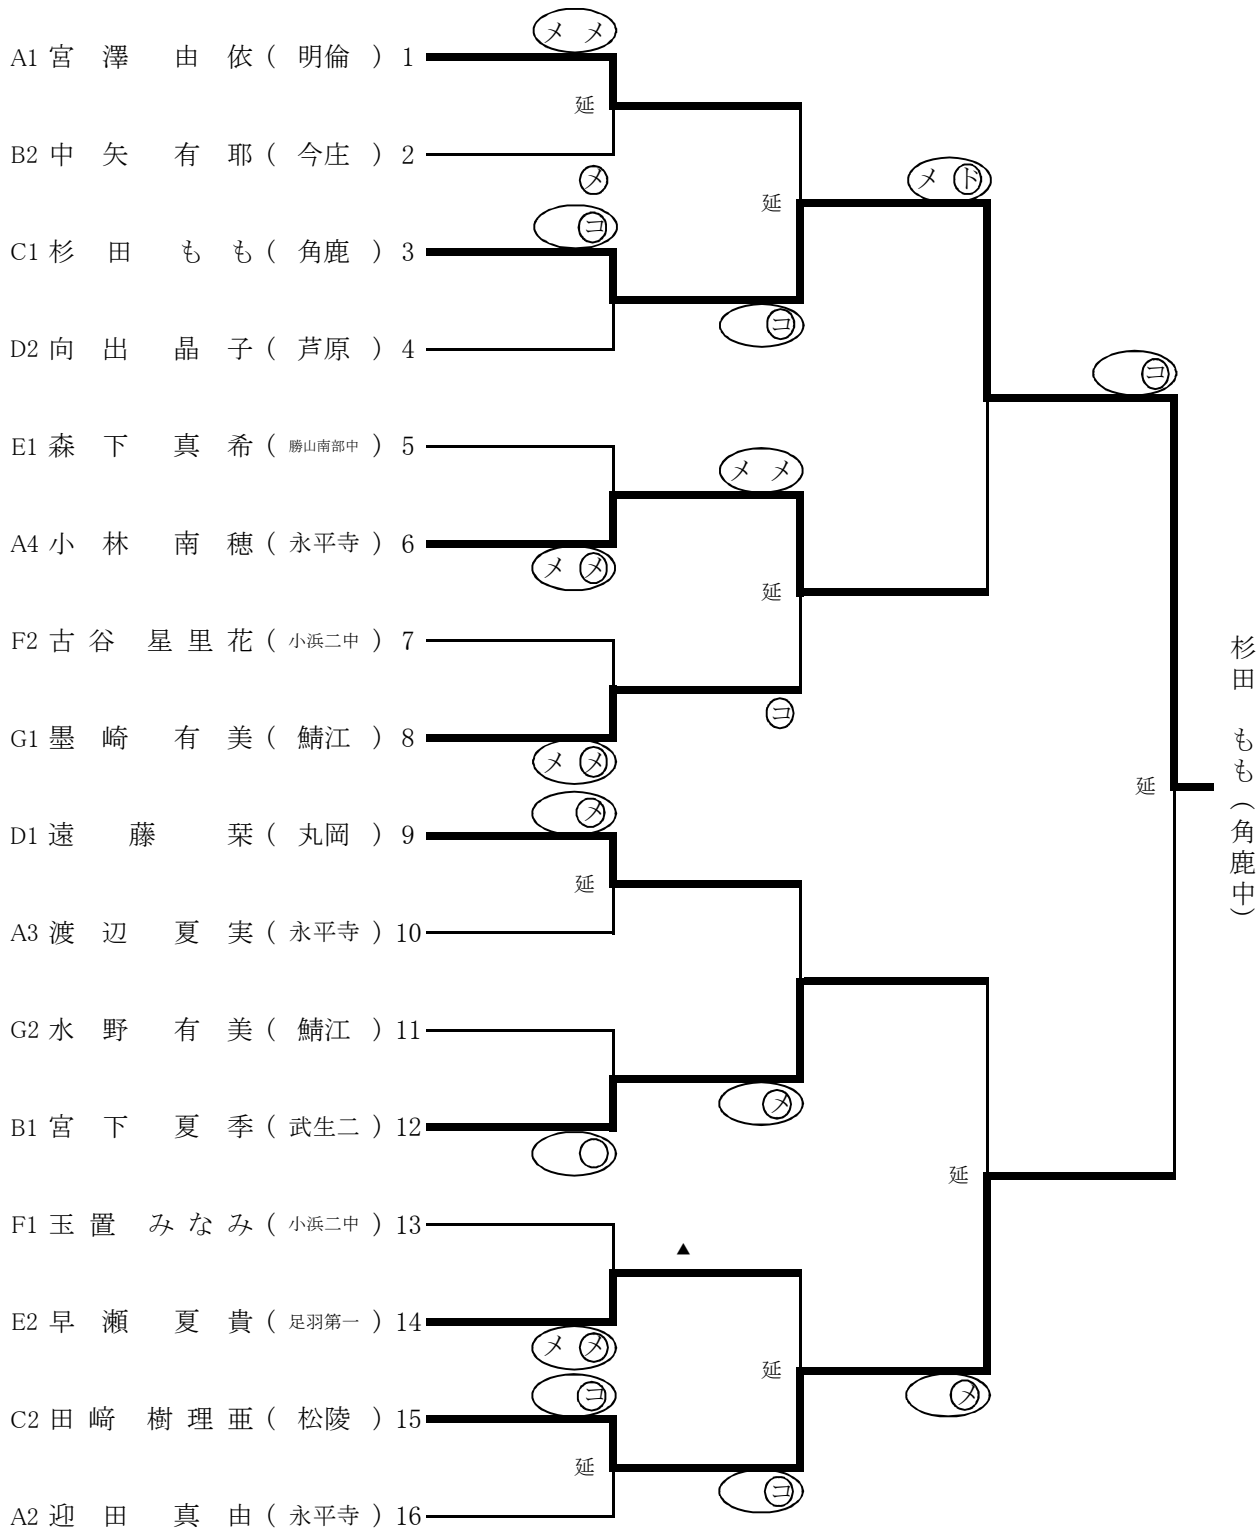 メ メ
A1 宮澤 由依 ( 明倫 ) 1
延
B2 中矢 有耶 ( 今庄 ) 2
メ
メ ド
延
コ
C1 杉田 もも ( 角鹿 ) 3
コ
D2 向出 晶子 ( 芦原 ) 4
コ
E1 森下 真希 ( 勝山南部中 ) 5
メ メ
A4 小林 南穂 ( 永平寺 ) 6
メ メ
延
F2 古谷 星里花 ( 小浜二中 ) 7
コ
G1 墨崎 有美 ( 鯖江 ) 8
メ メ
延
杉田 もも(角鹿中)
メ
D1 遠藤 栞 ( 丸岡 ) 9
延
A3 渡辺 夏実 ( 永平寺 ) 10
G2 水野 有美 ( 鯖江 ) 11
メ
B1 宮下 夏季 ( 武生二 ) 12
延
F1 玉置 みなみ ( 小浜二中 ) 13
▲
E2 早瀬 夏貴 ( 足羽第一 ) 14
メ メ
延
メ
コ
C2 田﨑 樹理亜 ( 松陵 ) 15
延
コ
A2 迎田 真由 ( 永平寺 ) 16